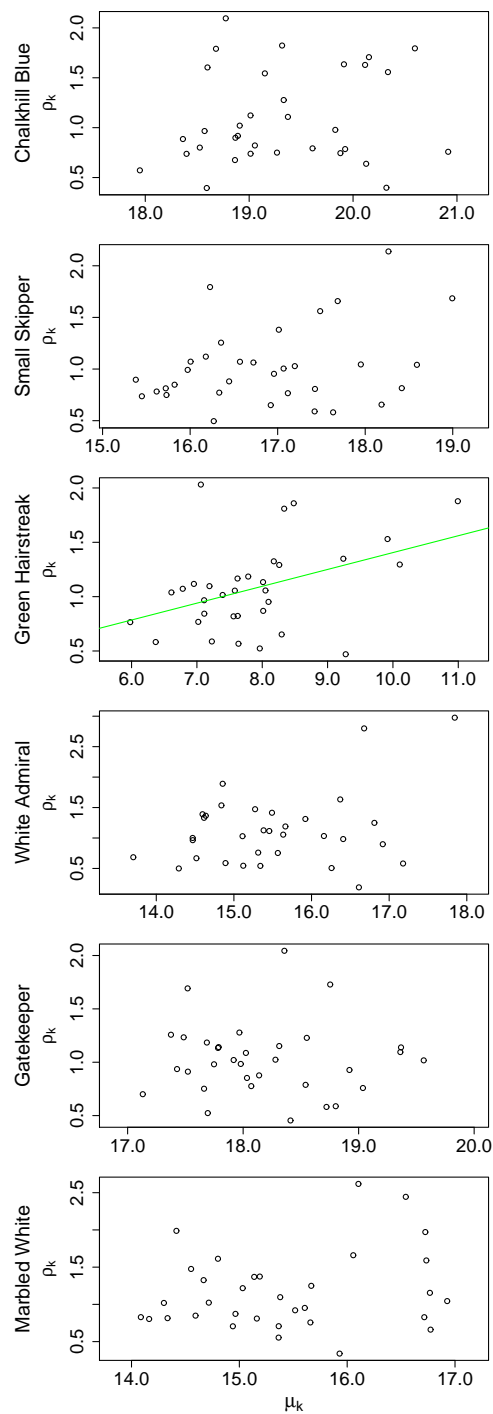 Chalkhill Blue
ρk
0.5 1.0 1.5 2.0
18.0 19.0 20.0 21.0
Small Skipper
ρk
0.5 1.0 1.5 2.0
15.0 16.0 17.0 18.0 19.0
Green Hairstreak
ρk
0.5 1.0 1.5 2.0
6.0 7.0 8.0 9.0 10.0 11.0
White Admiral
ρk
0.5 1.5 2.5
14.0 15.0 16.0 17.0 18.0
Gatekeeper
ρk
0.5 1.0 1.5 2.0
17.0 18.0 19.0 20.0
Marbled White
ρk
0.5 1.5 2.5
14.0 15.0 16.0 17.0
μk